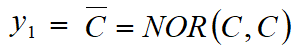 y₁ = C̅ = NOR(C, C)